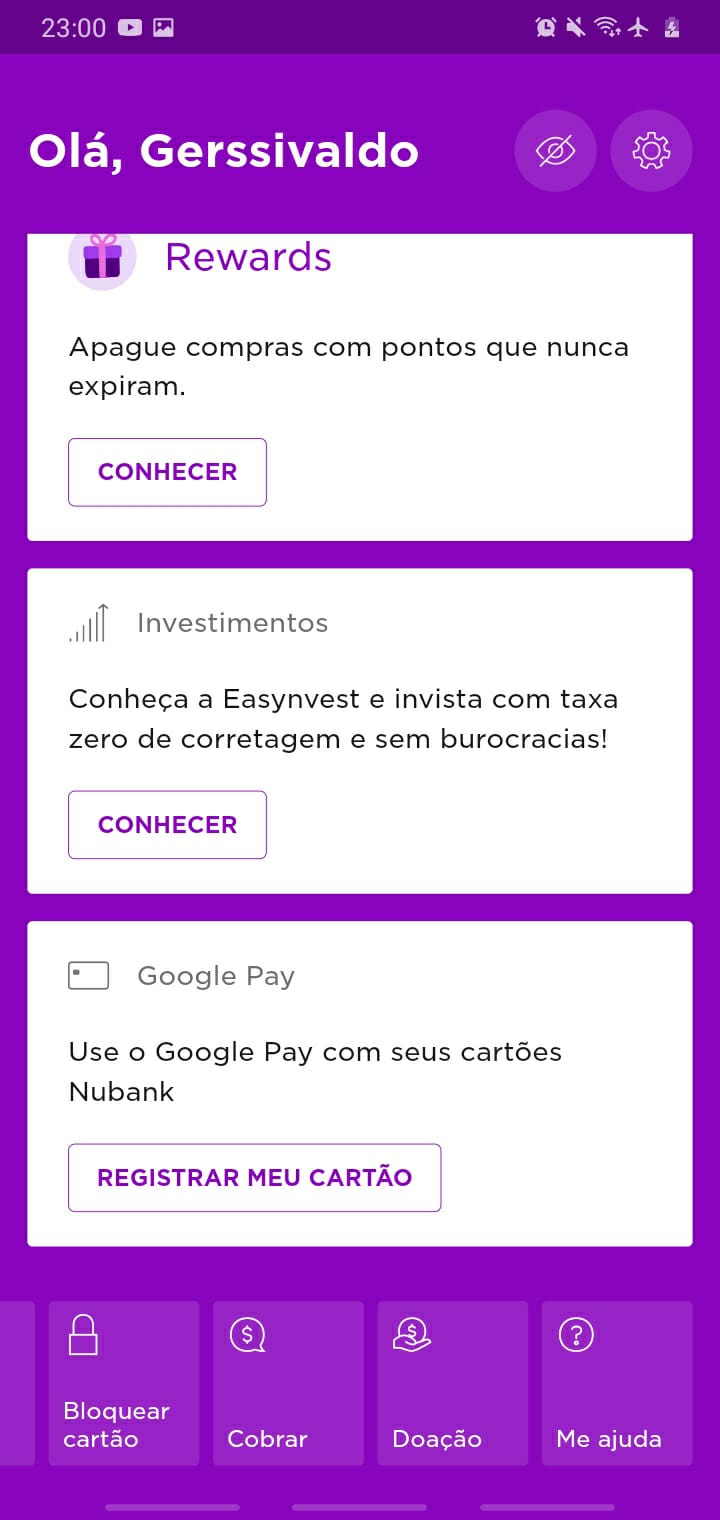 23:00
Olá, Gerssivaldo
Rewards
Apague compras com pontos que nunca
expiram.
CONHECER
Investimentos
Conheça a Easynvest e invista com taxa
zero de corretagem e sem burocracias!
CONHECER
Google Pay
Use o Google Pay com seus cartões
Nubank
REGISTRAR MEU CARTÃO
Bloquear
cartão
Cobrar
Doação
Me ajuda